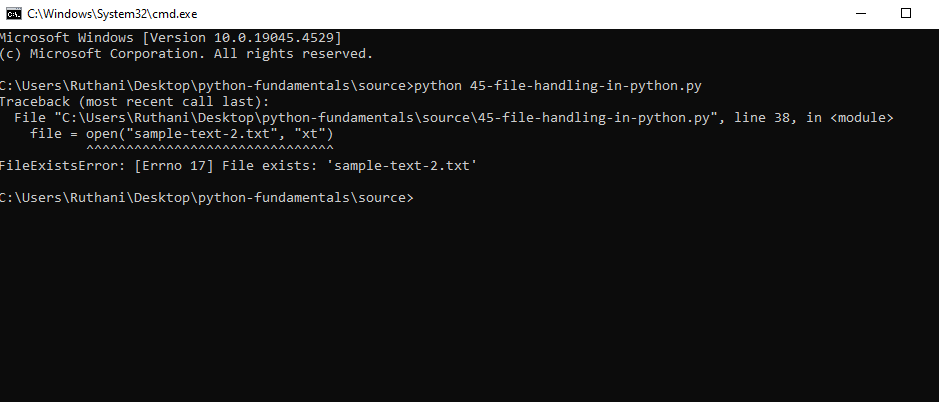 C:\Windows\System32\cmd.exe
Microsoft Windows [Version 10.0.19045.4529]
(c) Microsoft Corporation. All rights reserved.
C:\Users\Ruthani\Desktop\python-fundamentals\source>python 45-file-handling-in-python.py
Traceback (most recent call last):
  File "C:\Users\Ruthani\Desktop\python-fundamentals\source\45-file-handling-in-python.py", line 38, in <module>
    file = open("sample-text-2.txt", "xt")
           ^^^^^^^^^^^^^^^^^^^^^^^^^^^^^^^
FileExistsError: [Errno 17] File exists: 'sample-text-2.txt'
C:\Users\Ruthani\Desktop\python-fundamentals\source>